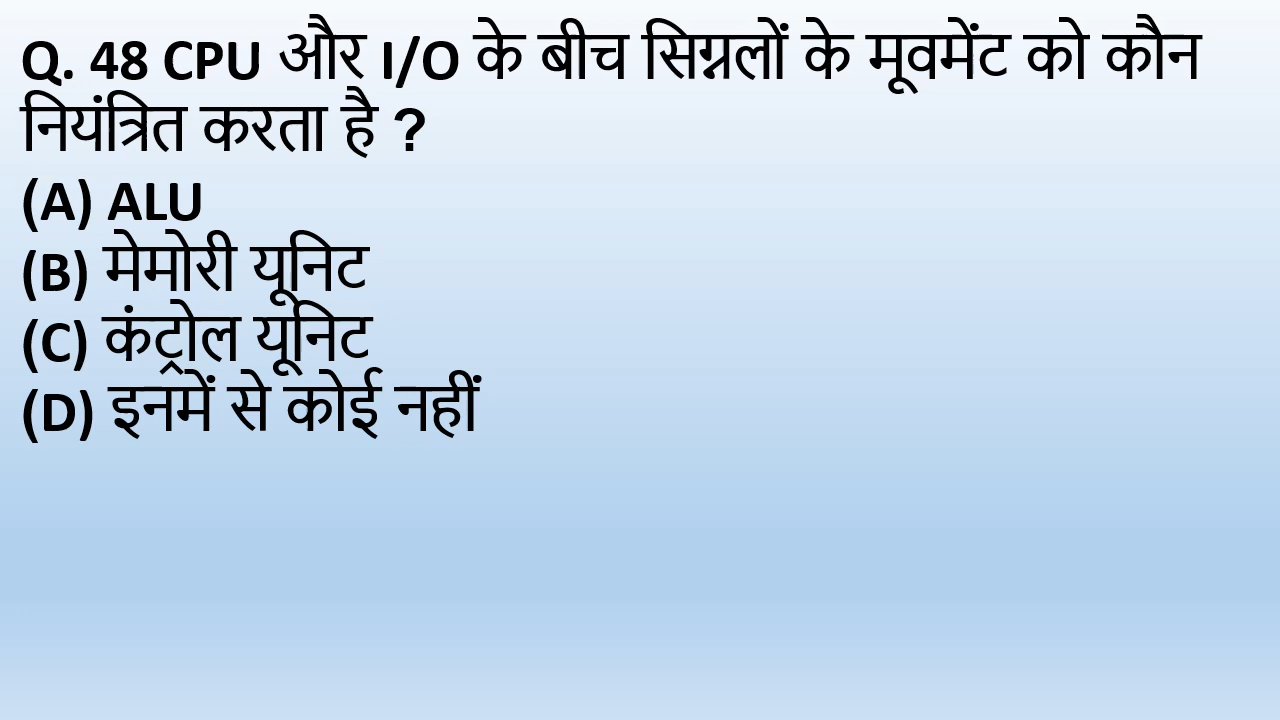 Q. 48 CPU और I/O के बीच सिग्नलों के मूवमेंट को कौन
नियंत्रित करता है ?
(A) ALU
(B) मेमोरी यूनिट
(C) कंट्रोल यूनिट
(D) इनमें से कोई नहीं